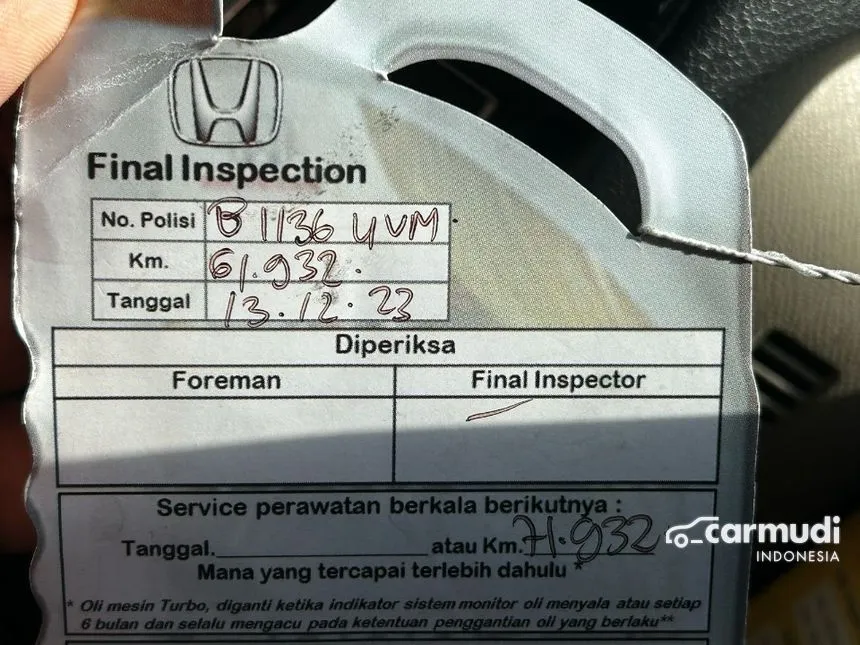 Final Inspection
No. Polisi B 1136 UVM
Km. 61.932.
Tanggal 13.12.23
Diperiksa
Foreman Final Inspector
Service perawatan berkala berikutnya :
Tanggal.____________ atau Km. 71.932
Mana yang tercapai terlebih dahulu *
* Oli mesin Turbo, diganti ketika indikator sistem monitor oli menyala atau setiap
6 bulan dan selalu mengacu pada ketentuan penggantian oli yang berlaku**
carmudi
INDONESIA